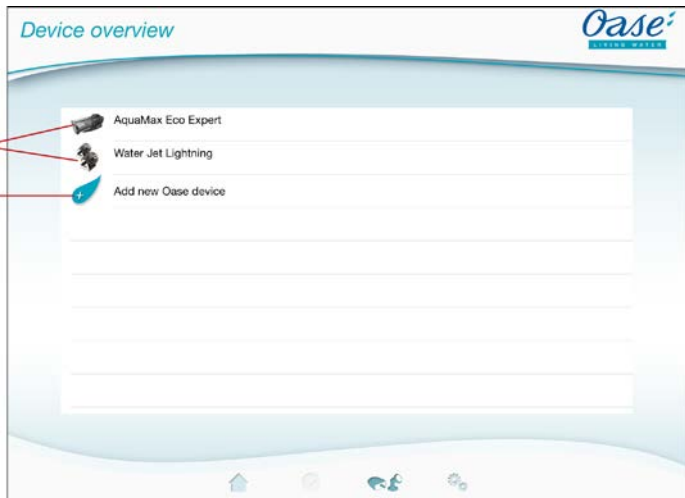 Device overview
Oase
LIVING WATER
AquaMax Eco Expert
Water Jet Lightning
Add new Oase device